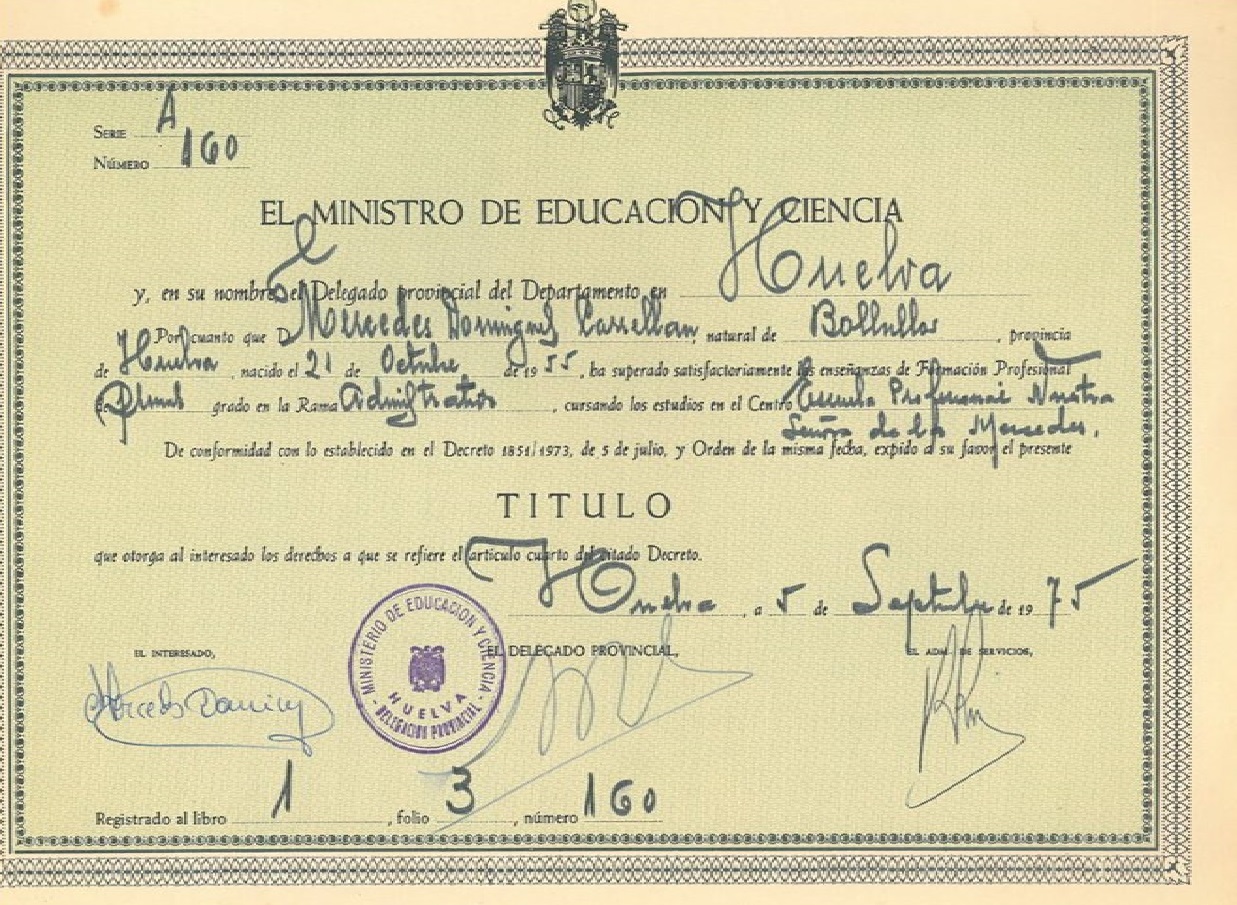 SERIE A
NÚMERO 160
EL MINISTRO DE EDUCACION Y CIENCIA
y, en su nombre, el Delegado provincial del Departamento en Huelva
Por cuanto que D Mercedes Dominguez, natural de Bollullos, provincia
de Huelva, nacido el 21 de Octubre de 1955, ha superado satisfactoriamente las enseñanzas de Formación Profesional
de grado en la Rama Administrativo, cursando los estudios en el Centro Escuela Profesional Nuestra
Señora de las Mercedes.
De conformidad con lo establecido en el Decreto 1851/1973, de 5 de julio, y Orden de la misma fecha, expido a su favor el presente
TITULO
que otorga al interesado los derechos a que se refiere el artículo cuarto del citado Decreto.
Huelva, a 5 de Septiembre de 1975
EL INTERESADO, EL DELEGADO PROVINCIAL, EL ADM. DE SERVICIOS,
MINISTERIO DE EDUCACION Y CIENCIA
HUELVA
DELEGACION PROVINCIAL
Registrado al libro 1, folio 3, número 160